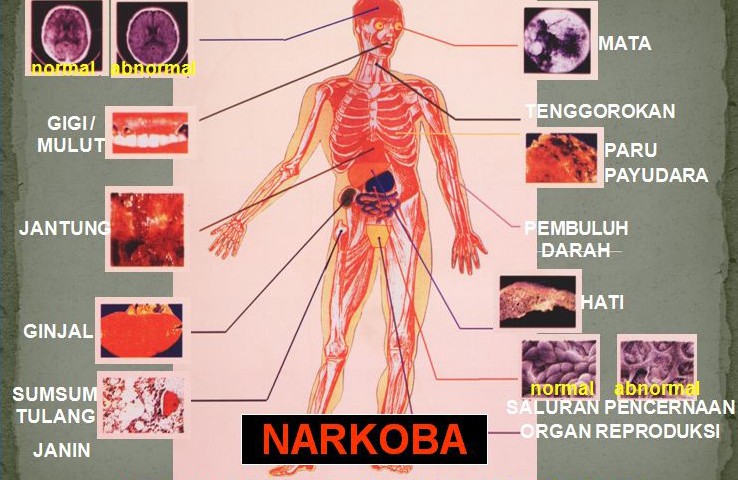 normal abnormal
GIGI /
MULUT
JANTUNG
GINJAL
SUMSUM
TULANG
JANIN
MATA
TENGGOROKAN
PARU
PAYUDARA
PEMBULUH
DARAH
HATI
normal abnormal
SALURAN PENCERNAAN
ORGAN REPRODUKSI
NARKOBA